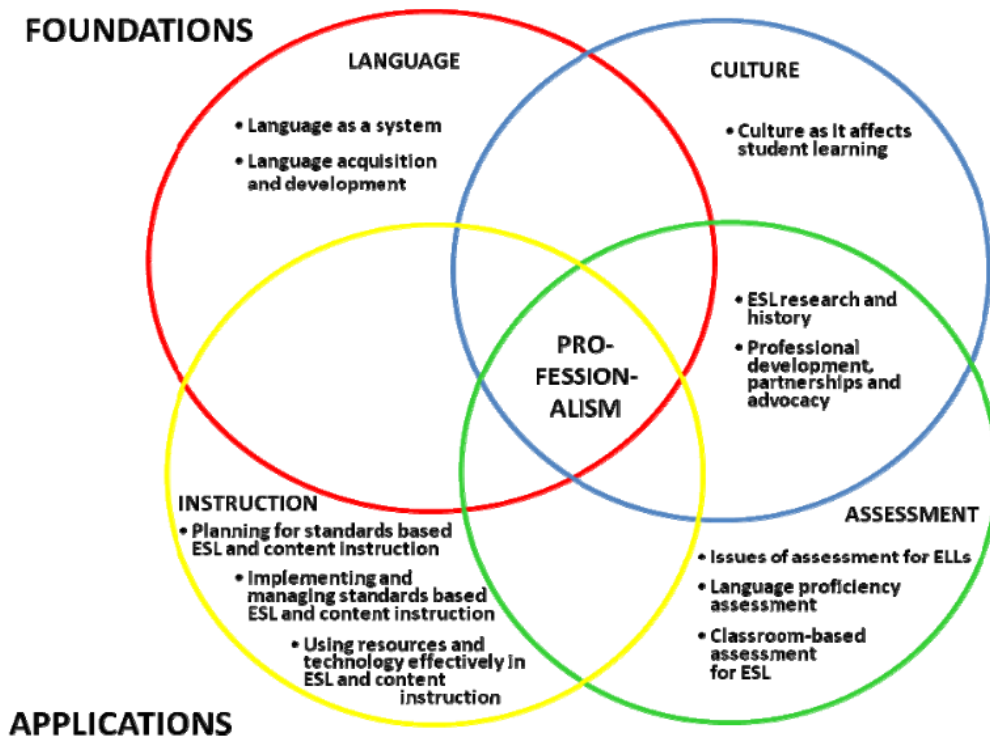 FOUNDATIONS
LANGUAGE
• Language as a system
• Language acquisition
and development
CULTURE
• Culture as it affects
student learning
• ESL research and
history
• Professional
development,
partnerships and
advocacy
PRO-
FESSION-
ALISM
INSTRUCTION
• Planning for standards based
ESL and content instruction
• Implementing and
managing standards based
ESL and content instruction
• Using resources and
technology effectively in
ESL and content
instruction
ASSESSMENT
• Issues of assessment for ELLs
• Language proficiency
assessment
• Classroom-based
assessment
for ESL
APPLICATIONS